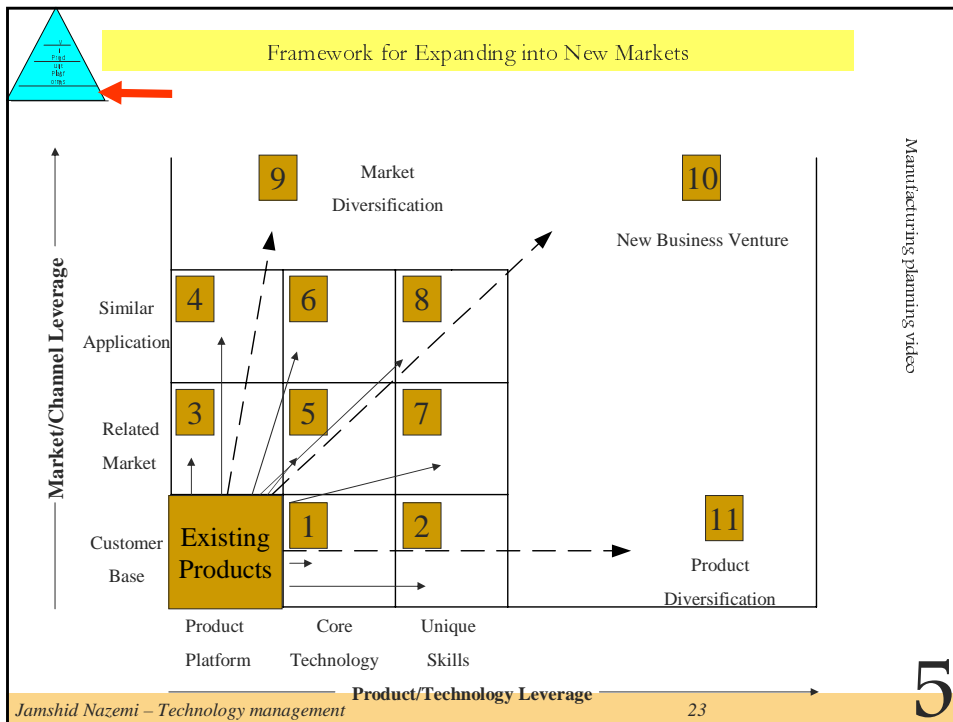 Framework for Expanding into New Markets
Manufacturing planning video
Market/Channel Leverage
9
Market
Diversification
10
New Business Venture
Similar
Application
4
6
8
Related
Market
3
5
7
Customer
Base
Existing
Products
1
2
11
Product
Diversification
Product
Platform
Core
Technology
Unique
Skills
Product/Technology Leverage
Jamshid Nazemi – Technology management
23
5